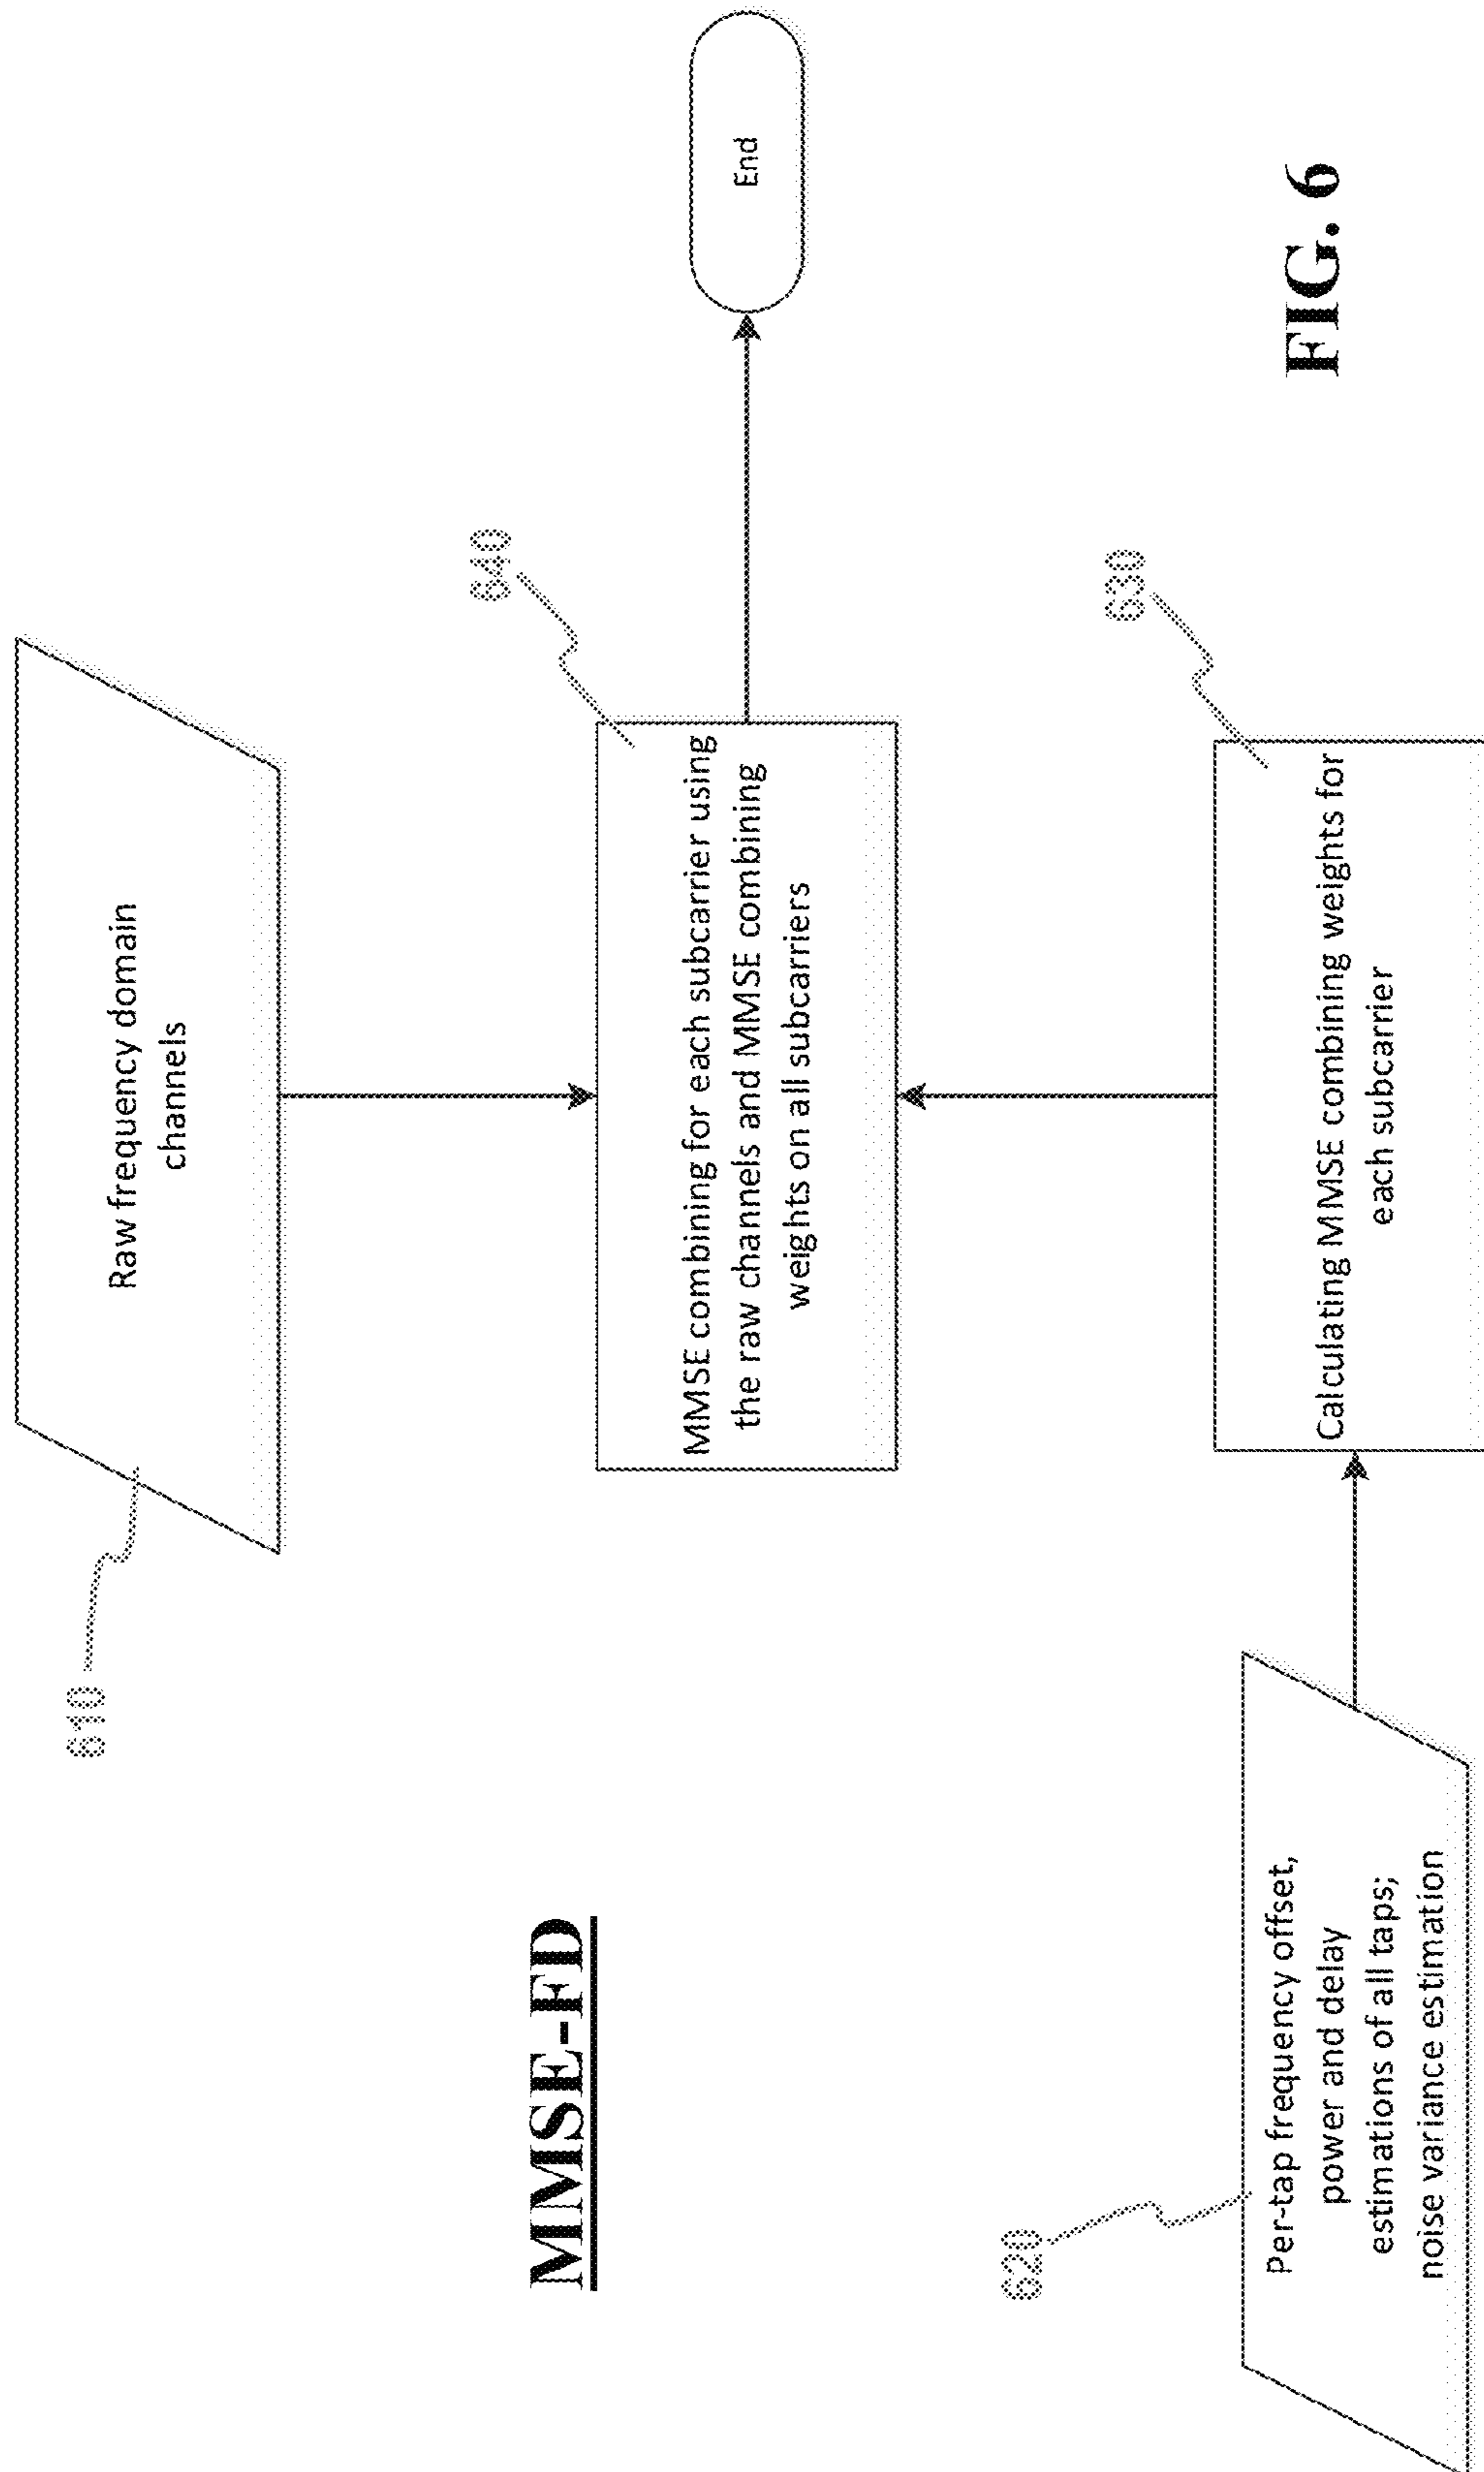 MMSE-FD
610
Raw frequency domain
channels
640
MMSE combining for each subcarrier using
the raw channels and MMSE combining
weights on all subcarriers
End
620
Per-tap frequency offset,
power and delay
estimations of all taps;
noise variance estimation
630
Calculating MMSE combining weights for
each subcarrier
FIG. 6